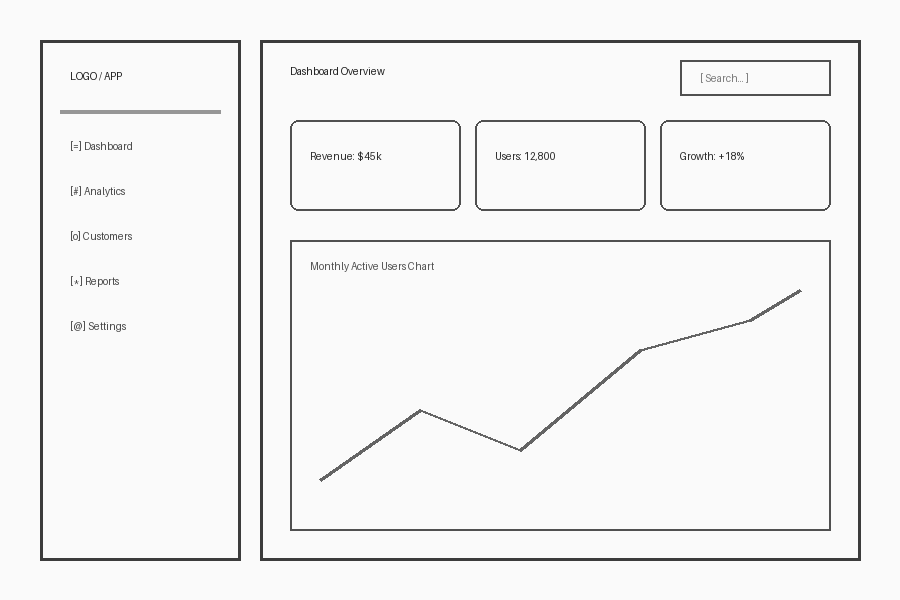 LOGO / APP
[=] Dashboard
[#] Analytics
[o] Customers
[*] Reports
[@] Settings
Dashboard Overview
[ Search... ]
Revenue: $45k
Users: 12,800
Growth: +18%
Monthly Active Users Chart